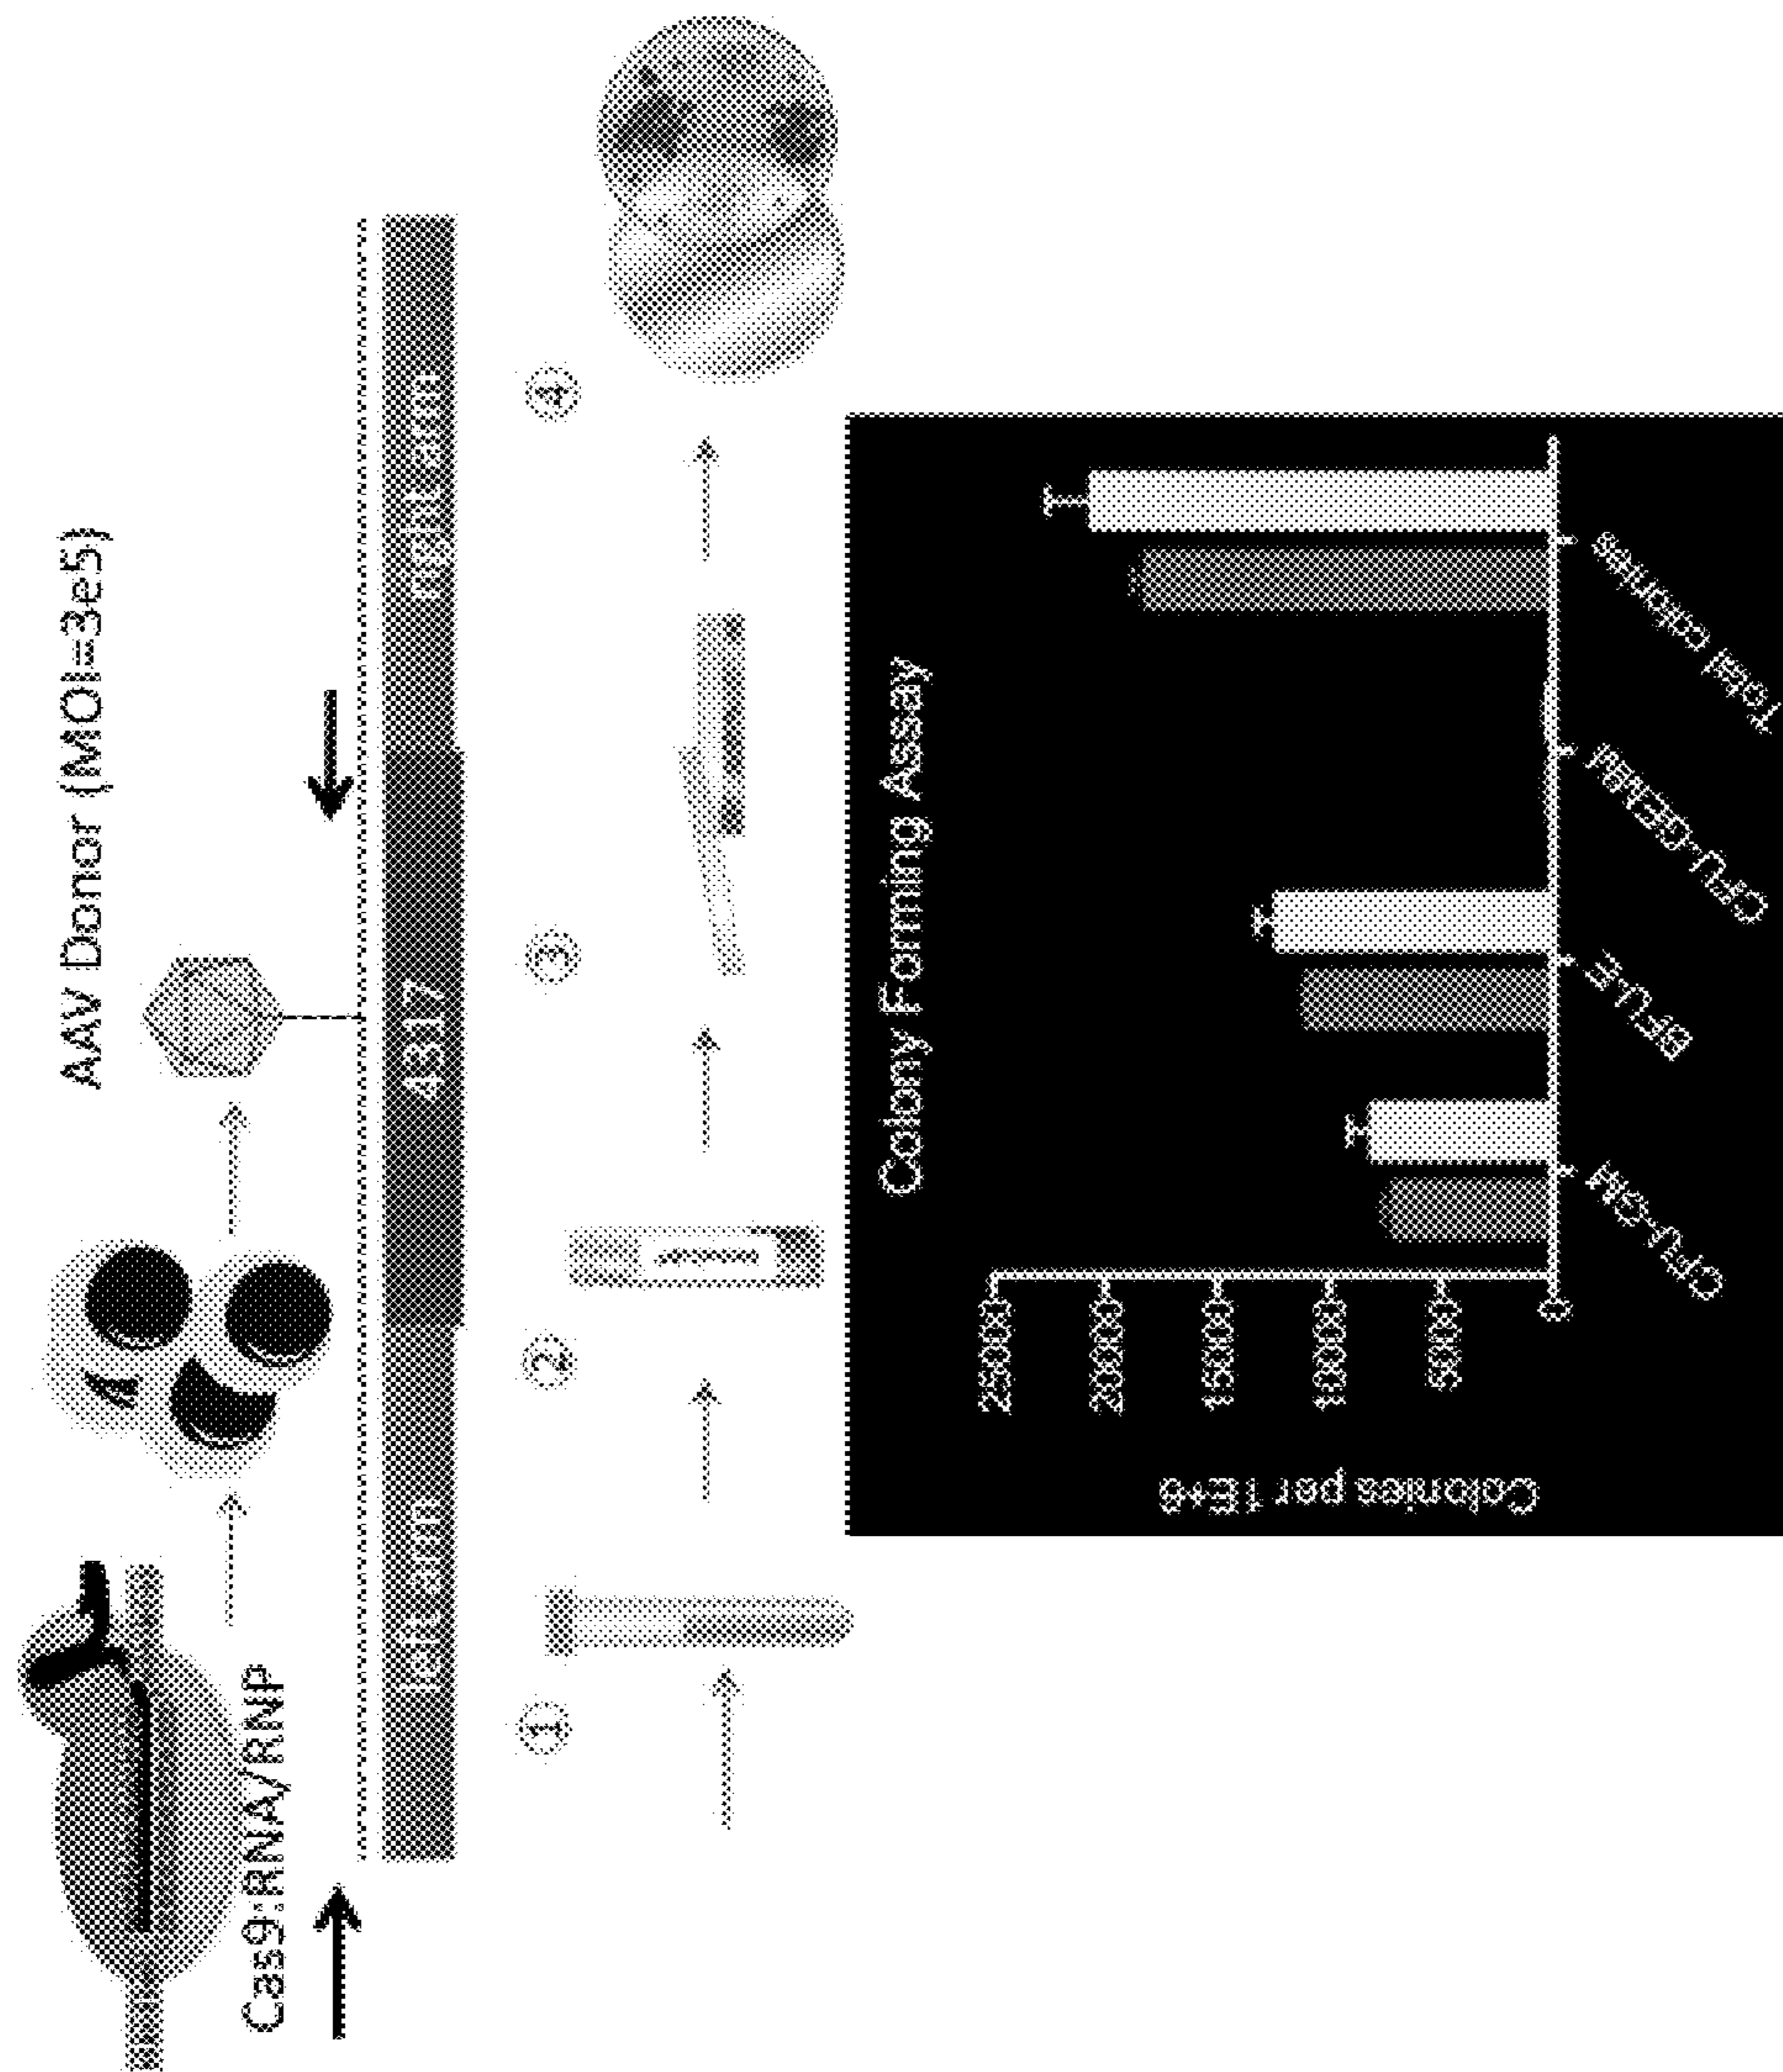 AAV Donor (MOI=3e5)
Cas9:RNA/RNP
left arm
4317
right arm
1
2
3
4
Colony Forming Assay
Colonies per 1E+6
25000
20000
15000
10000
5000
0
CFU-GM
BFU-E
CFU-GEMM
Total colonies